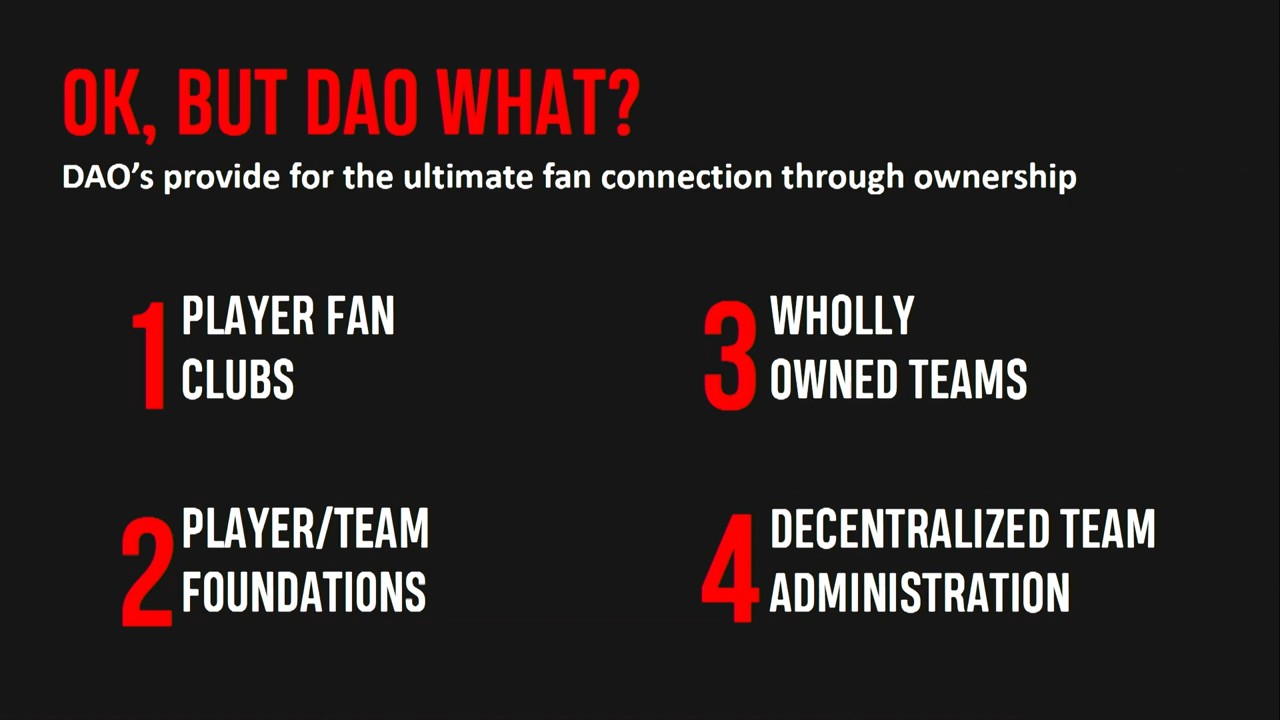 OK, BUT DAO WHAT?
DAO’s provide for the ultimate fan connection through ownership
1 PLAYER FAN
CLUBS
2 PLAYER/TEAM
FOUNDATIONS
3 WHOLLY
OWNED TEAMS
4 DECENTRALIZED TEAM
ADMINISTRATION